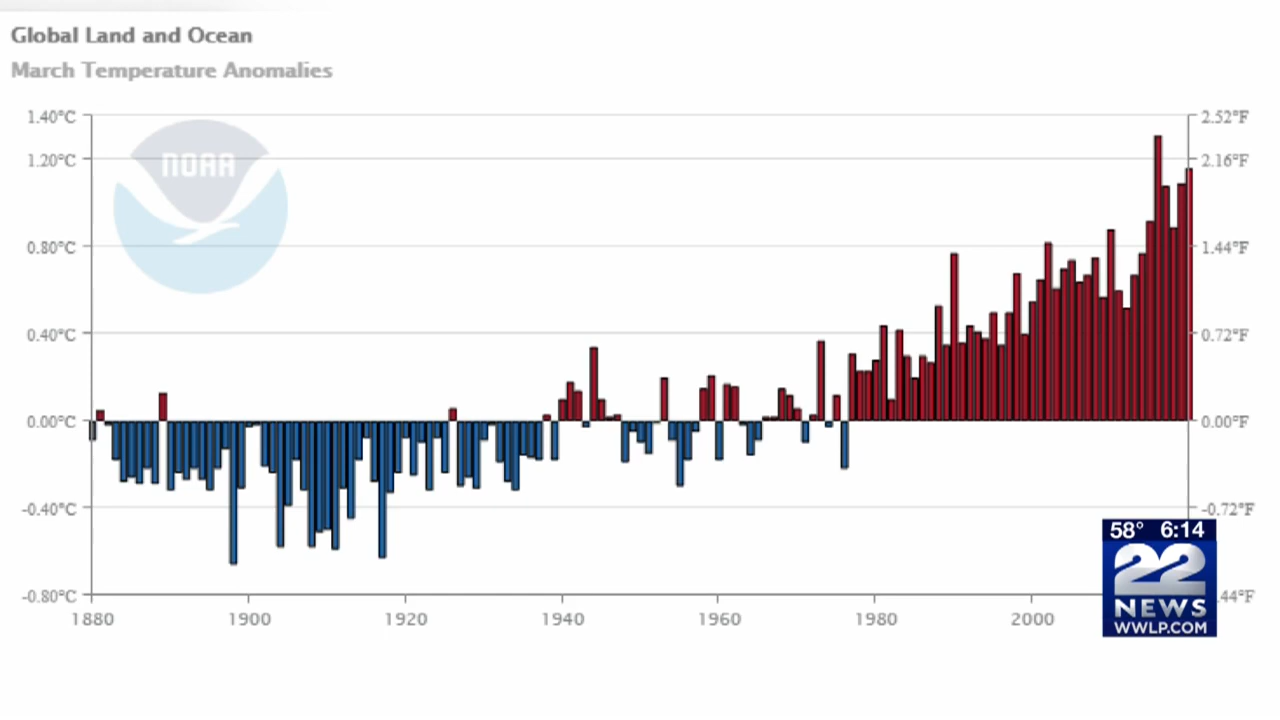 Global Land and Ocean
March Temperature Anomalies
1.40°C
2.52°F
NOAA
1.20°C
2.16°F
0.80°C
1.44°F
0.40°C
0.72°F
0.00°C
0.00°F
-0.40°C
-0.72°F
58° 6:14
22
NEWS
WWLP.COM
-0.80°C
.44°F
1880 1900 1920 1940 1960 1980 2000